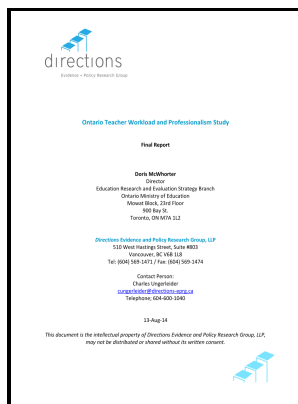 directions
Evidence + Policy Research Group
Ontario Teacher Workload and Professionalism Study
Final Report
Doris McWhorter
Director
Education Research and Evaluation Strategy Branch
Ontario Ministry of Education
Mowat Block, 23rd Floor
900 Bay St.
Toronto, ON M7A 1L2
Directions Evidence and Policy Research Group, LLP
510 West Hastings Street, Suite #803
Vancouver, BC V6B 1L8
Tel: (604) 569-1471 / Fax: (604) 569-1474
Contact Person:
Charles Ungerleider
cungerleider@directions-eprg.ca
Telephone; 604-600-1040
13-Aug-14
This document is the intellectual property of Directions Evidence and Policy Research Group, LLP,
may not be distributed or shared without its written consent.